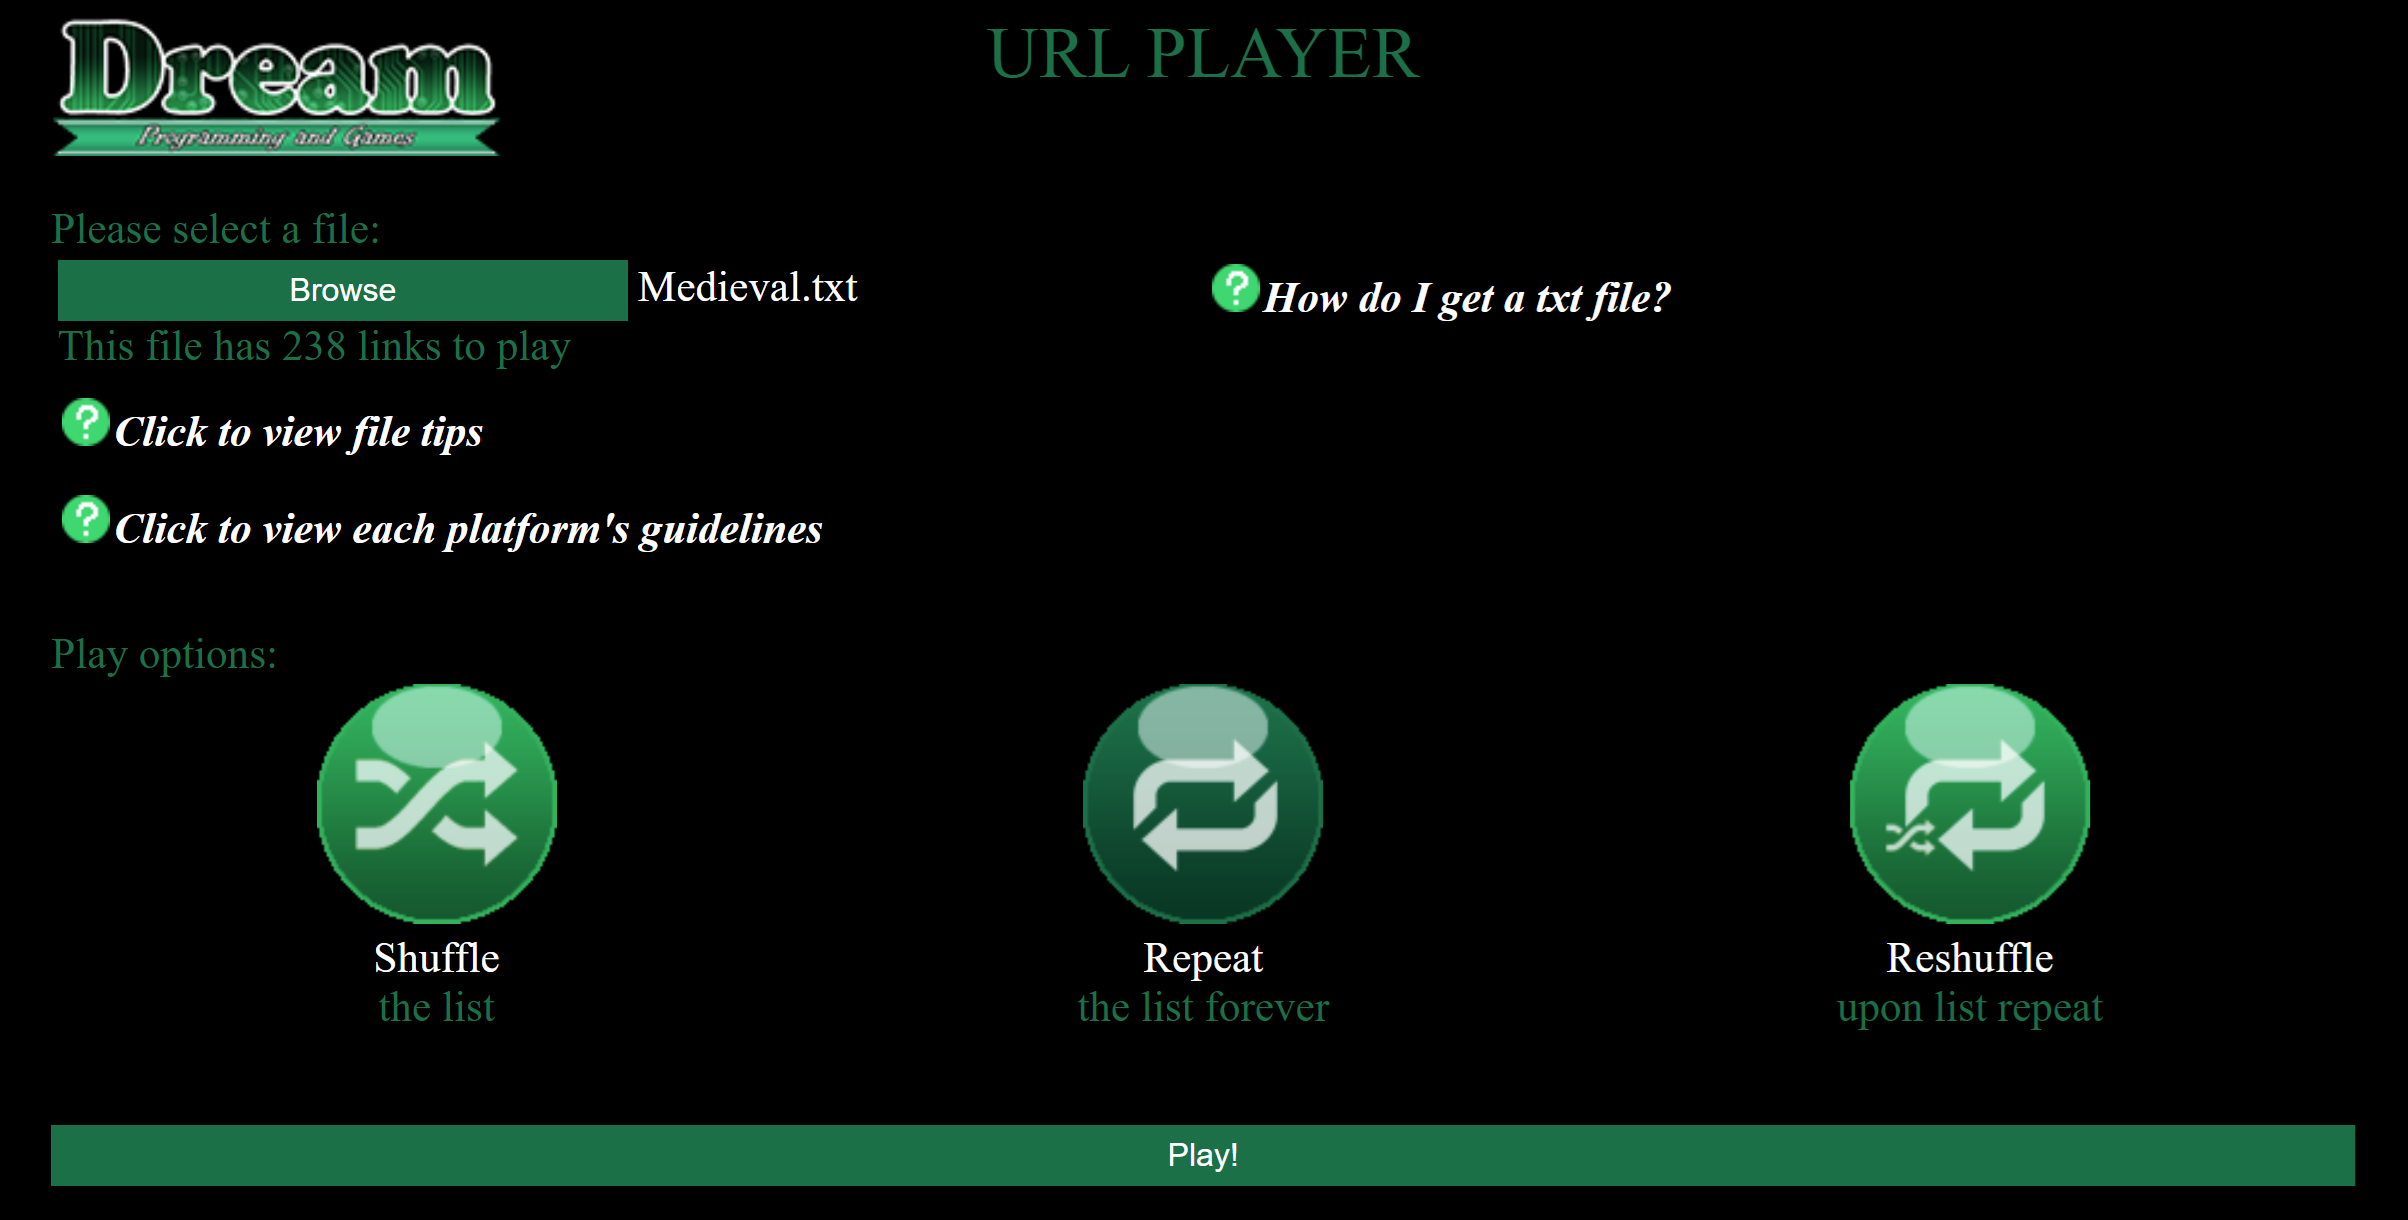 Dream
Programming and Games
URL PLAYER
Please select a file:
Browse Medieval.txt
How do I get a txt file?
This file has 238 links to play
Click to view file tips
Click to view each platform's guidelines
Play options:
Shuffle
the list
Repeat
the list forever
Reshuffle
upon list repeat
Play!